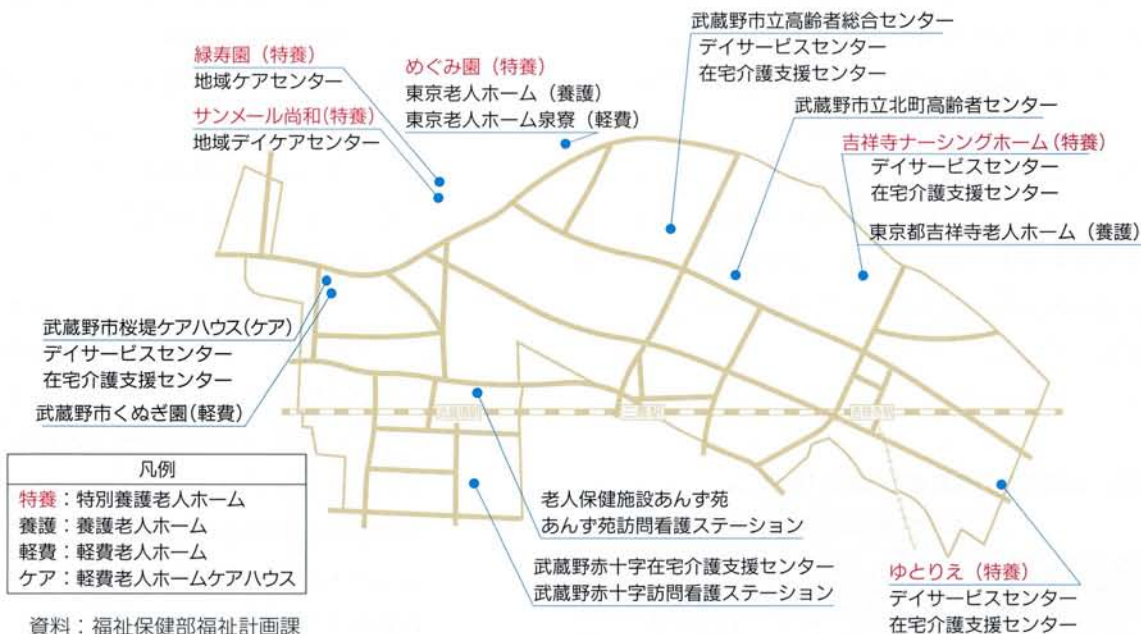 緑寿園（特養）
地域ケアセンター
サンメール尚和(特養)
地域デイケアセンター
めぐみ園（特養）
東京老人ホーム（養護）
東京老人ホーム泉寮（軽費）
武蔵野市立高齢者総合センター
デイサービスセンター
在宅介護支援センター
武蔵野市立北町高齢者センター
吉祥寺ナーシングホーム(特養)
デイサービスセンター
在宅介護支援センター
東京都吉祥寺老人ホーム（養護）
武蔵野市桜堤ケアハウス(ケア)
デイサービスセンター
在宅介護支援センター
武蔵野市くぬぎ園(軽費)
武蔵境駅
三鷹駅
吉祥寺駅
凡例
特養：特別養護老人ホーム
養護：養護老人ホーム
軽費：軽費老人ホーム
ケア：軽費老人ホームケアハウス
老人保健施設あんず苑
あんず苑訪問看護ステーション
武蔵野赤十字在宅介護支援センター
武蔵野赤十字訪問看護ステーション
ゆとりえ（特養）
デイサービスセンター
在宅介護支援センター
資料：福祉保健部福祉計画課